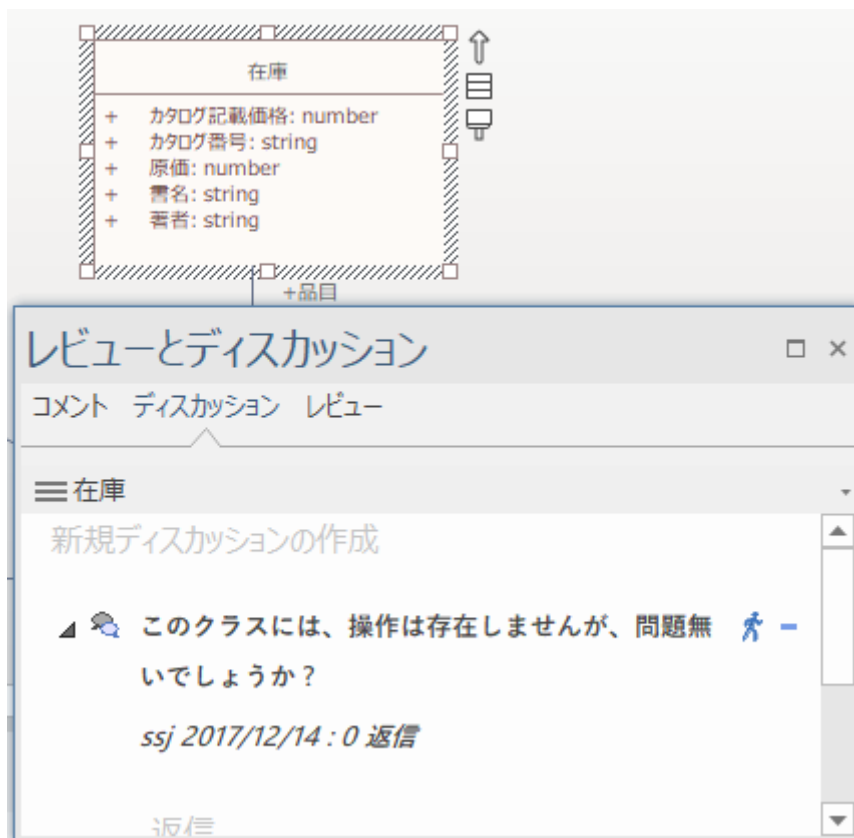 在庫
+ カタログ記載価格: number
+ カタログ番号: string
+ 原価: number
+ 書名: string
+ 著者: string
+品目
レビューとディスカッション
コメント ディスカッション レビュー
在庫
新規ディスカッションの作成
このクラスには、操作は存在しませんが、問題無
いでしょうか？
ssj 2017/12/14 : 0 返信
返信